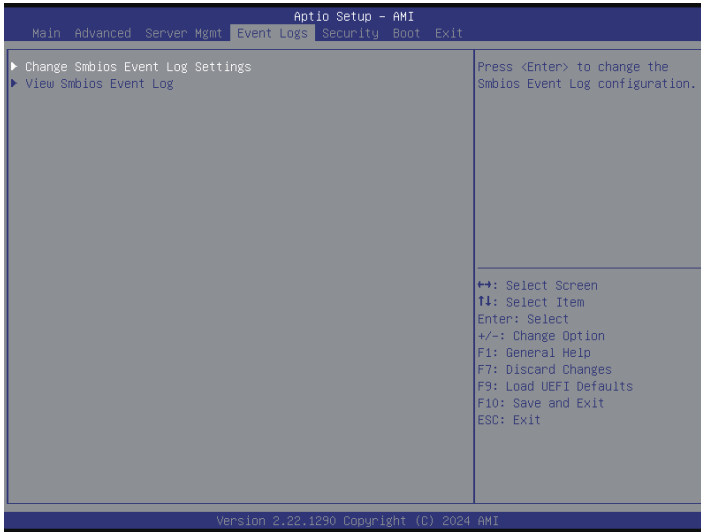 Aptio Setup – AMI
Main Advanced Server Mgmt Event Logs Security Boot Exit
▶ Change Smbios Event Log Settings
▶ View Smbios Event Log
Press <Enter> to change the
Smbios Event Log configuration.
↔: Select Screen
↑↓: Select Item
Enter: Select
+/-: Change Option
F1: General Help
F7: Discard Changes
F9: Load UEFI Defaults
F10: Save and Exit
ESC: Exit
Version 2.22.1290 Copyright (C) 2024 AMI